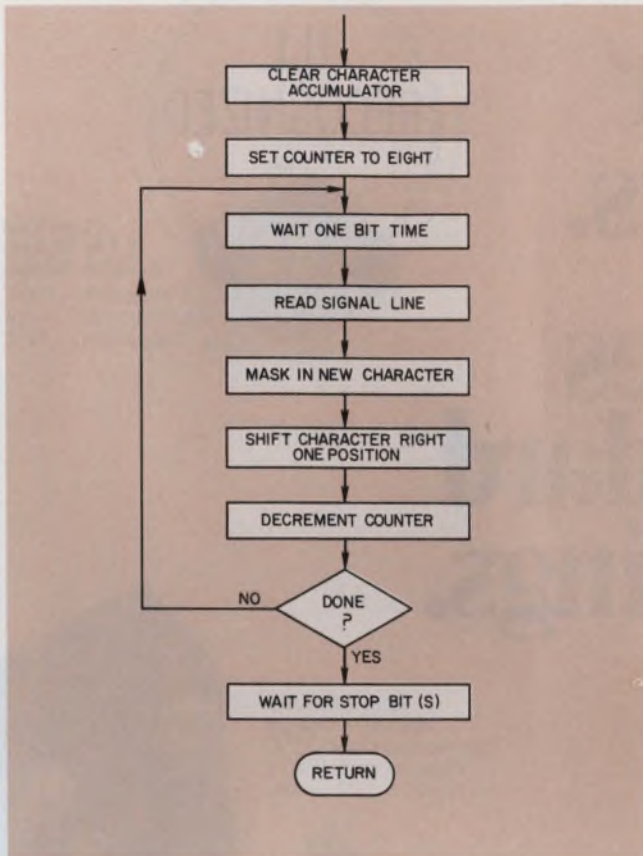 CLEAR CHARACTER
ACCUMULATOR
SET COUNTER TO EIGHT
WAIT ONE BIT TIME
READ SIGNAL LINE
MASK IN NEW CHARACTER
SHIFT CHARACTER RIGHT
ONE POSITION
DECREMENT COUNTER
NO
DONE
?
YES
WAIT FOR STOP BIT (S)
RETURN